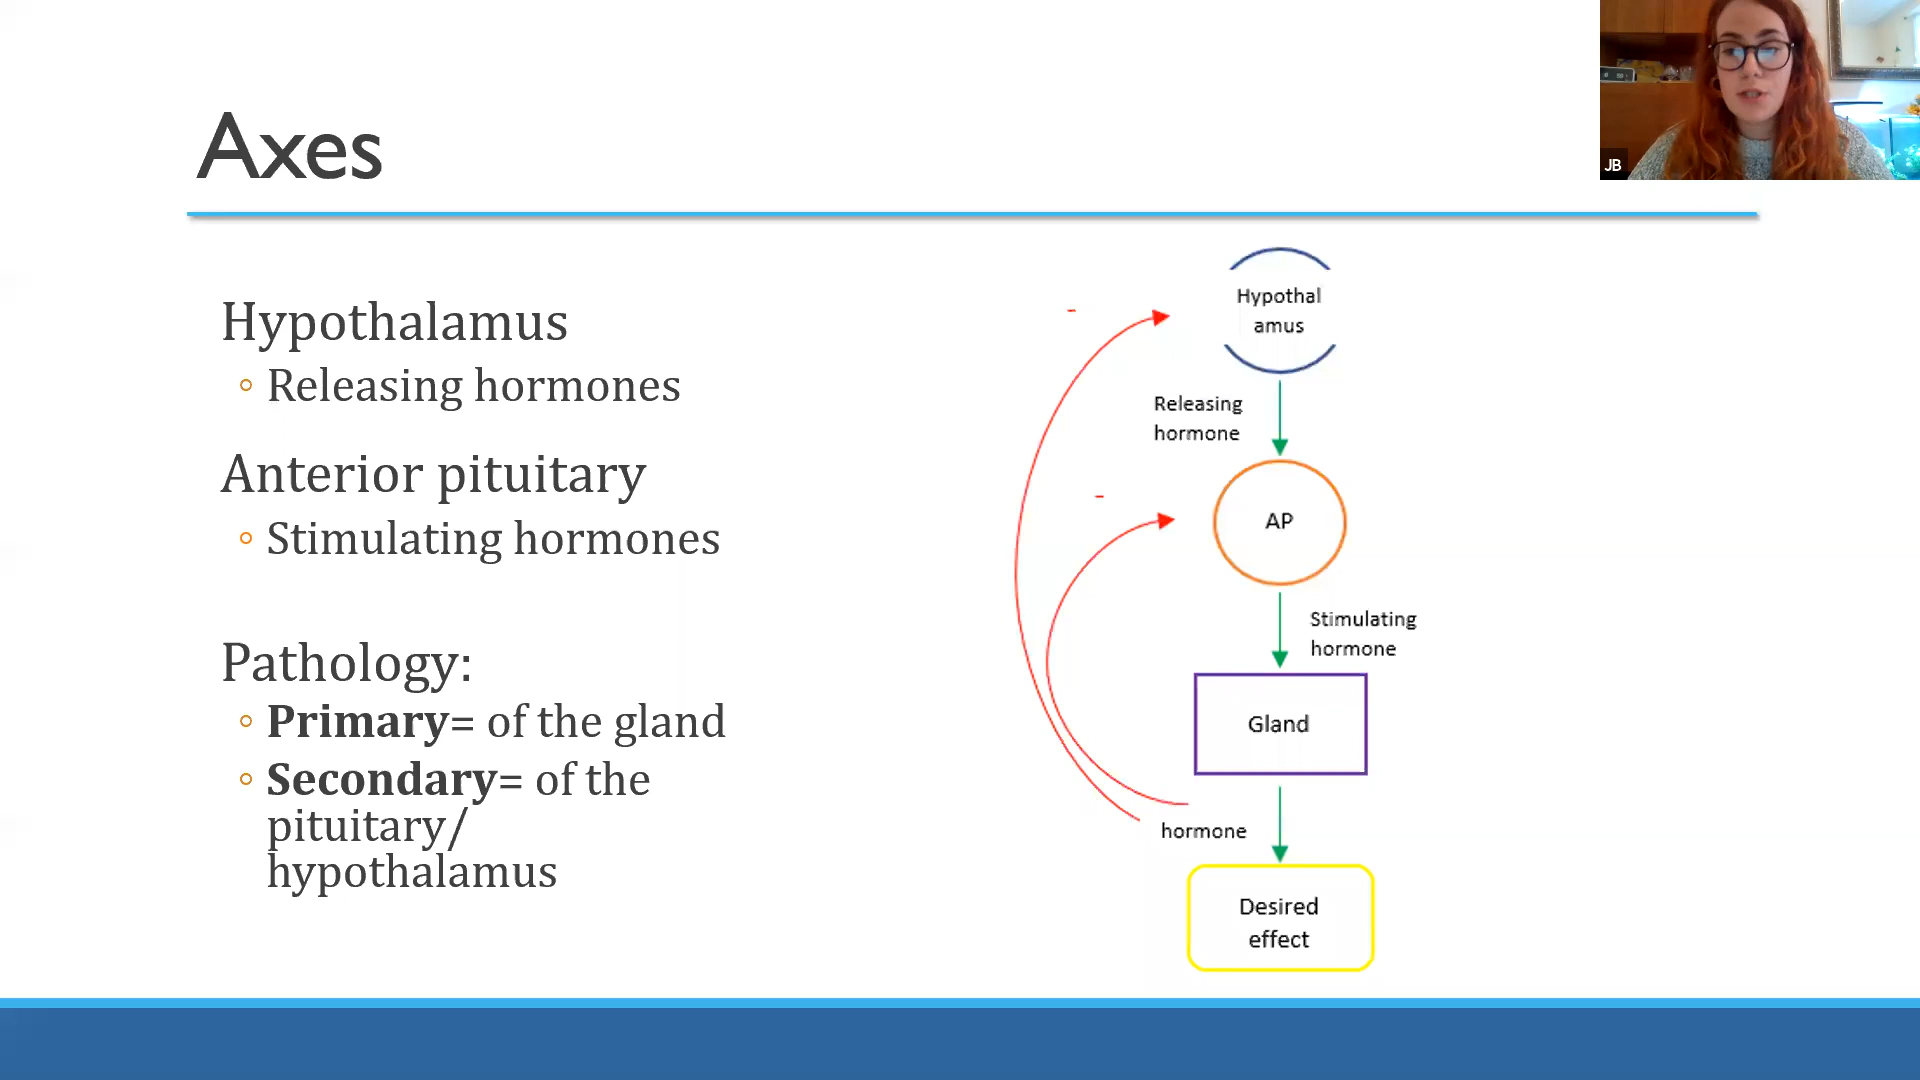 Axes
JB
Hypothalamus
◦ Releasing hormones
Anterior pituitary
◦ Stimulating hormones
Pathology:
◦ Primary= of the gland
◦ Secondary= of the
pituitary/
hypothalamus
Hypothal
amus
-
Releasing
hormone
-
AP
Stimulating
hormone
Gland
hormone
Desired
effect